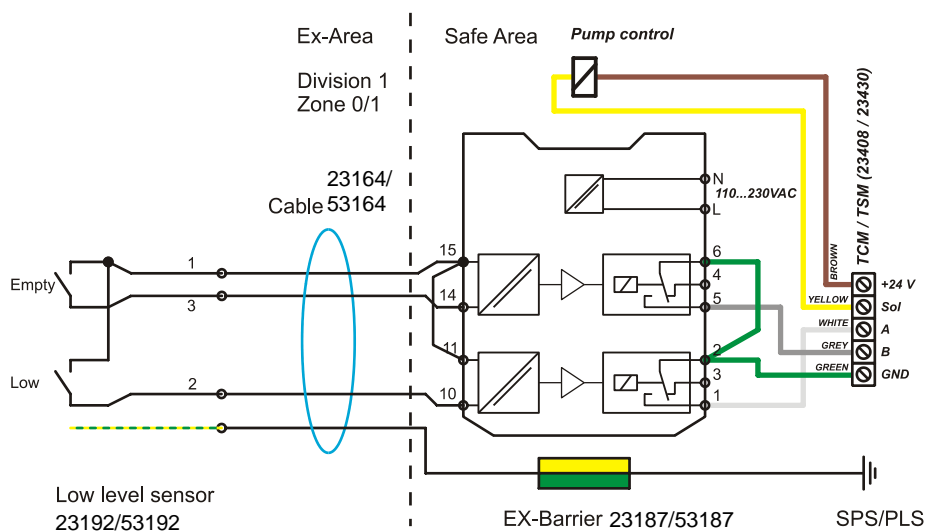 Ex-Area
Safe Area
Pump control
Division 1
Zone 0/1
TCM / TSM (23408 / 23430)
23164/
Cable 53164
N
110...230VAC
L
BROWN
15
6
1
4
+24 V
Empty
14
5
YELLOW
Sol
3
WHITE
A
11
2
GREY
B
Low
2
3
GREEN
GND
10
1
Low level sensor
23192/53192
EX-Barrier 23187/53187
SPS/PLS